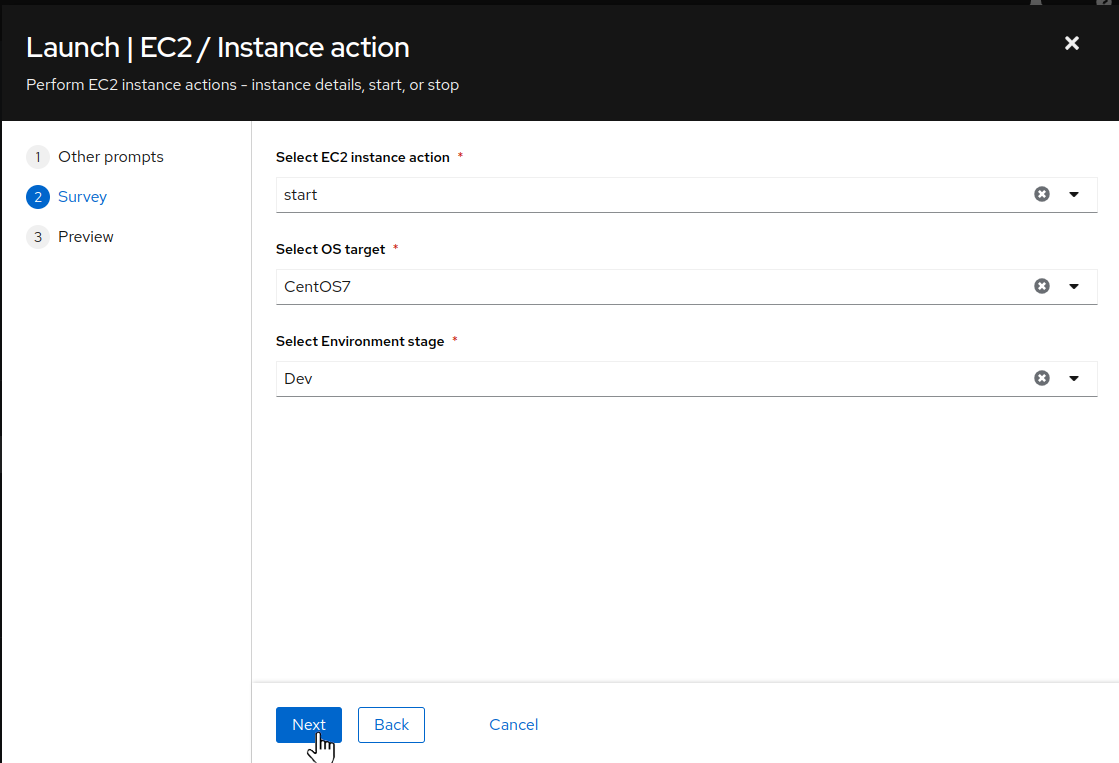 Launch | EC2 / Instance action
Perform EC2 instance actions - instance details, start, or stop
1 Other prompts
2 Survey
3 Preview
Select EC2 instance action *
start
Select OS target *
CentOS7
Select Environment stage *
Dev
Next Back Cancel